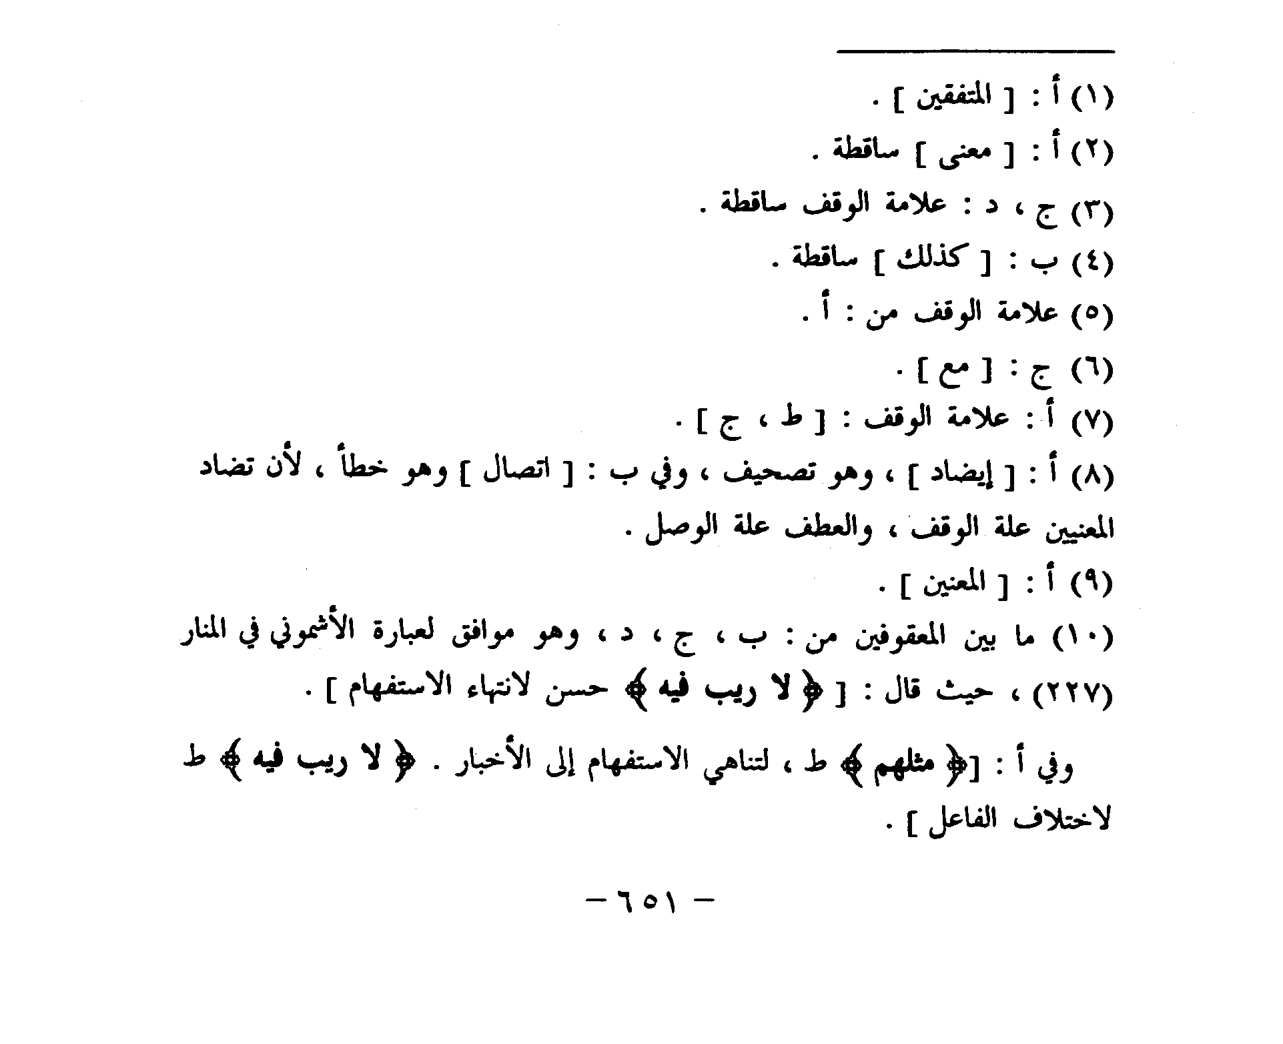 (١) أ : [ المتفقين ] .
(٢) أ : [ معنى ] ساقطة .
(٣) ج ، د : علامة الوقف ساقطة .
(٤) ب : [ كذلك ] ساقطة .
(٥) علامة الوقف من : أ .
(٦) ج : [ مع ] .
(٧) أ : علامة الوقف : [ ط ، ج ] .
(٨) أ : [ إيضاد ] ، وهو تصحيف ، وفي ب : [ اتصال ] وهو خطأ ، لأن تضاد
المعنيين علة الوقف ، والعطف علة الوصل .
(٩) أ : [ المعنين ] .
(١٠) ما بين المعقوفين من : ب ، ج ، د ، وهو موافق لعبارة الأشموني في المنار
(٢٢٧) ، حيث قال : [ ﴿ لا ريب فيه ﴾ حسن لانتهاء الاستفهام ] .
وفي أ : [﴿ مثلهم ﴾ ط ، لتناهي الاستفهام إلى الأخبار . ﴿ لا ريب فيه ﴾ ط
لاختلاف الفاعل ] .
– ٦٥١ –